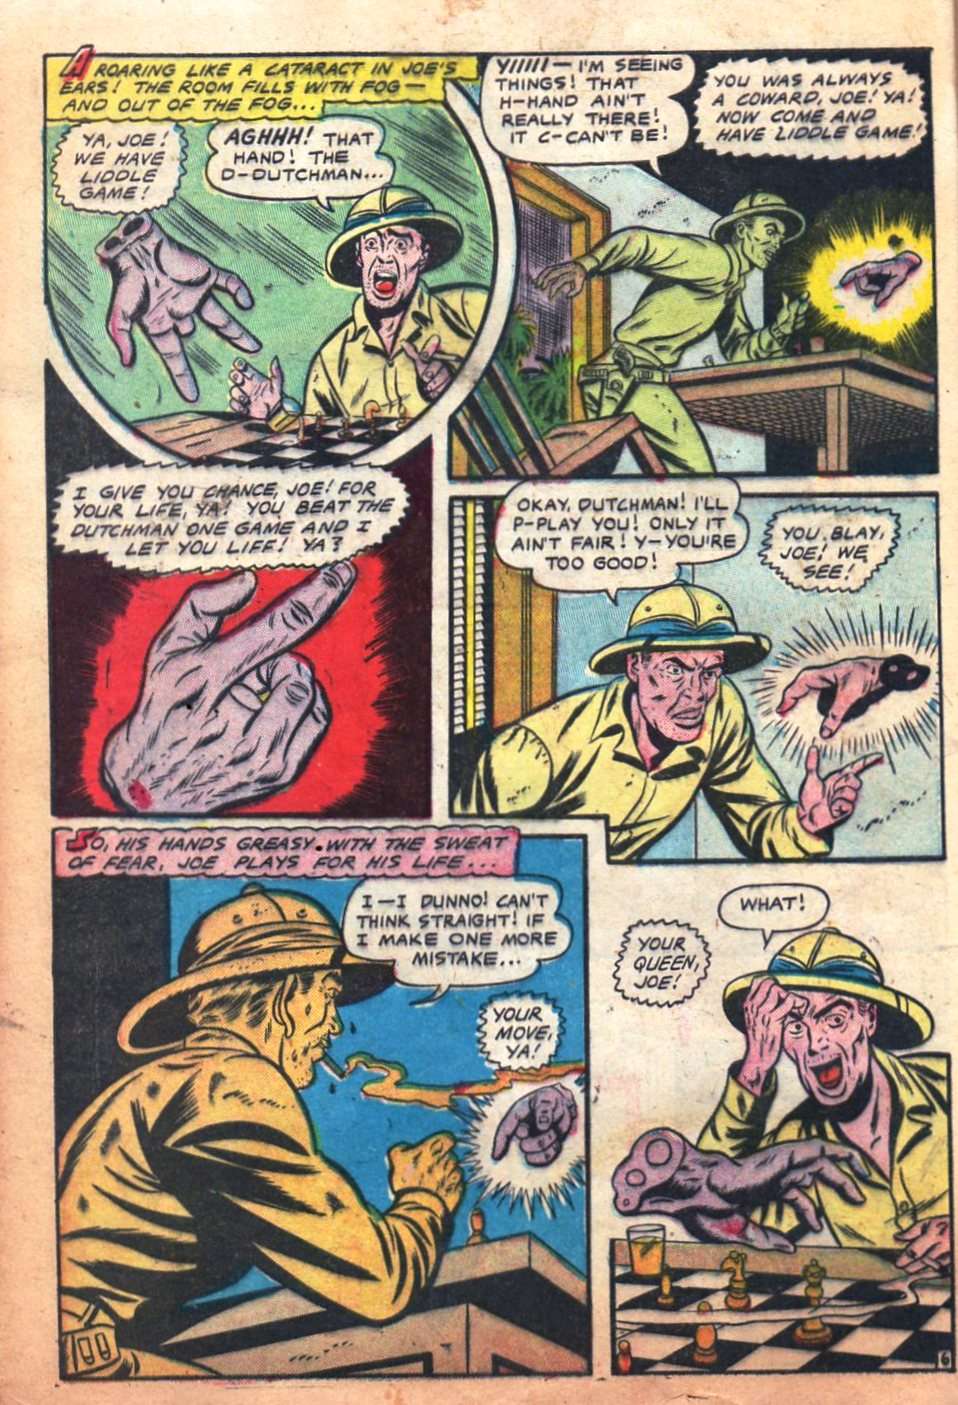 A ROARING LIKE A CATARACT IN JOE'S
EARS! THE ROOM FILLS WITH FOG—
AND OUT OF THE FOG...
YA, JOE!
WE HAVE
LIDDLE
GAME!
AGHHH! THAT
HAND! THE
D-DUTCHMAN...
YIIIII— I'M SEEING
THINGS! THAT
H-HAND AIN'T
REALLY THERE!
IT C-CAN'T BE!
YOU WAS ALWAYS
A COWARD, JOE! YA!
NOW COME AND
HAVE LIDDLE GAME!
I GIVE YOU CHANCE, JOE! FOR
YOUR LIFE, YA! YOU BEAT THE
DUTCHMAN ONE GAME AND I
LET YOU LIFF! YA?
OKAY, DUTCHMAN! I'LL
P-PLAY YOU! ONLY IT
AIN'T FAIR! Y-YOU'RE
TOO GOOD!
YOU BLAY,
JOE! WE
SEE!
SO, HIS HANDS GREASY WITH THE SWEAT
OF FEAR, JOE PLAYS FOR HIS LIFE...
I—I DUNNO! CAN'T
THINK STRAIGHT! IF
I MAKE ONE MORE
MISTAKE...
YOUR
MOVE,
YA!
WHAT!
YOUR
QUEEN,
JOE!
6